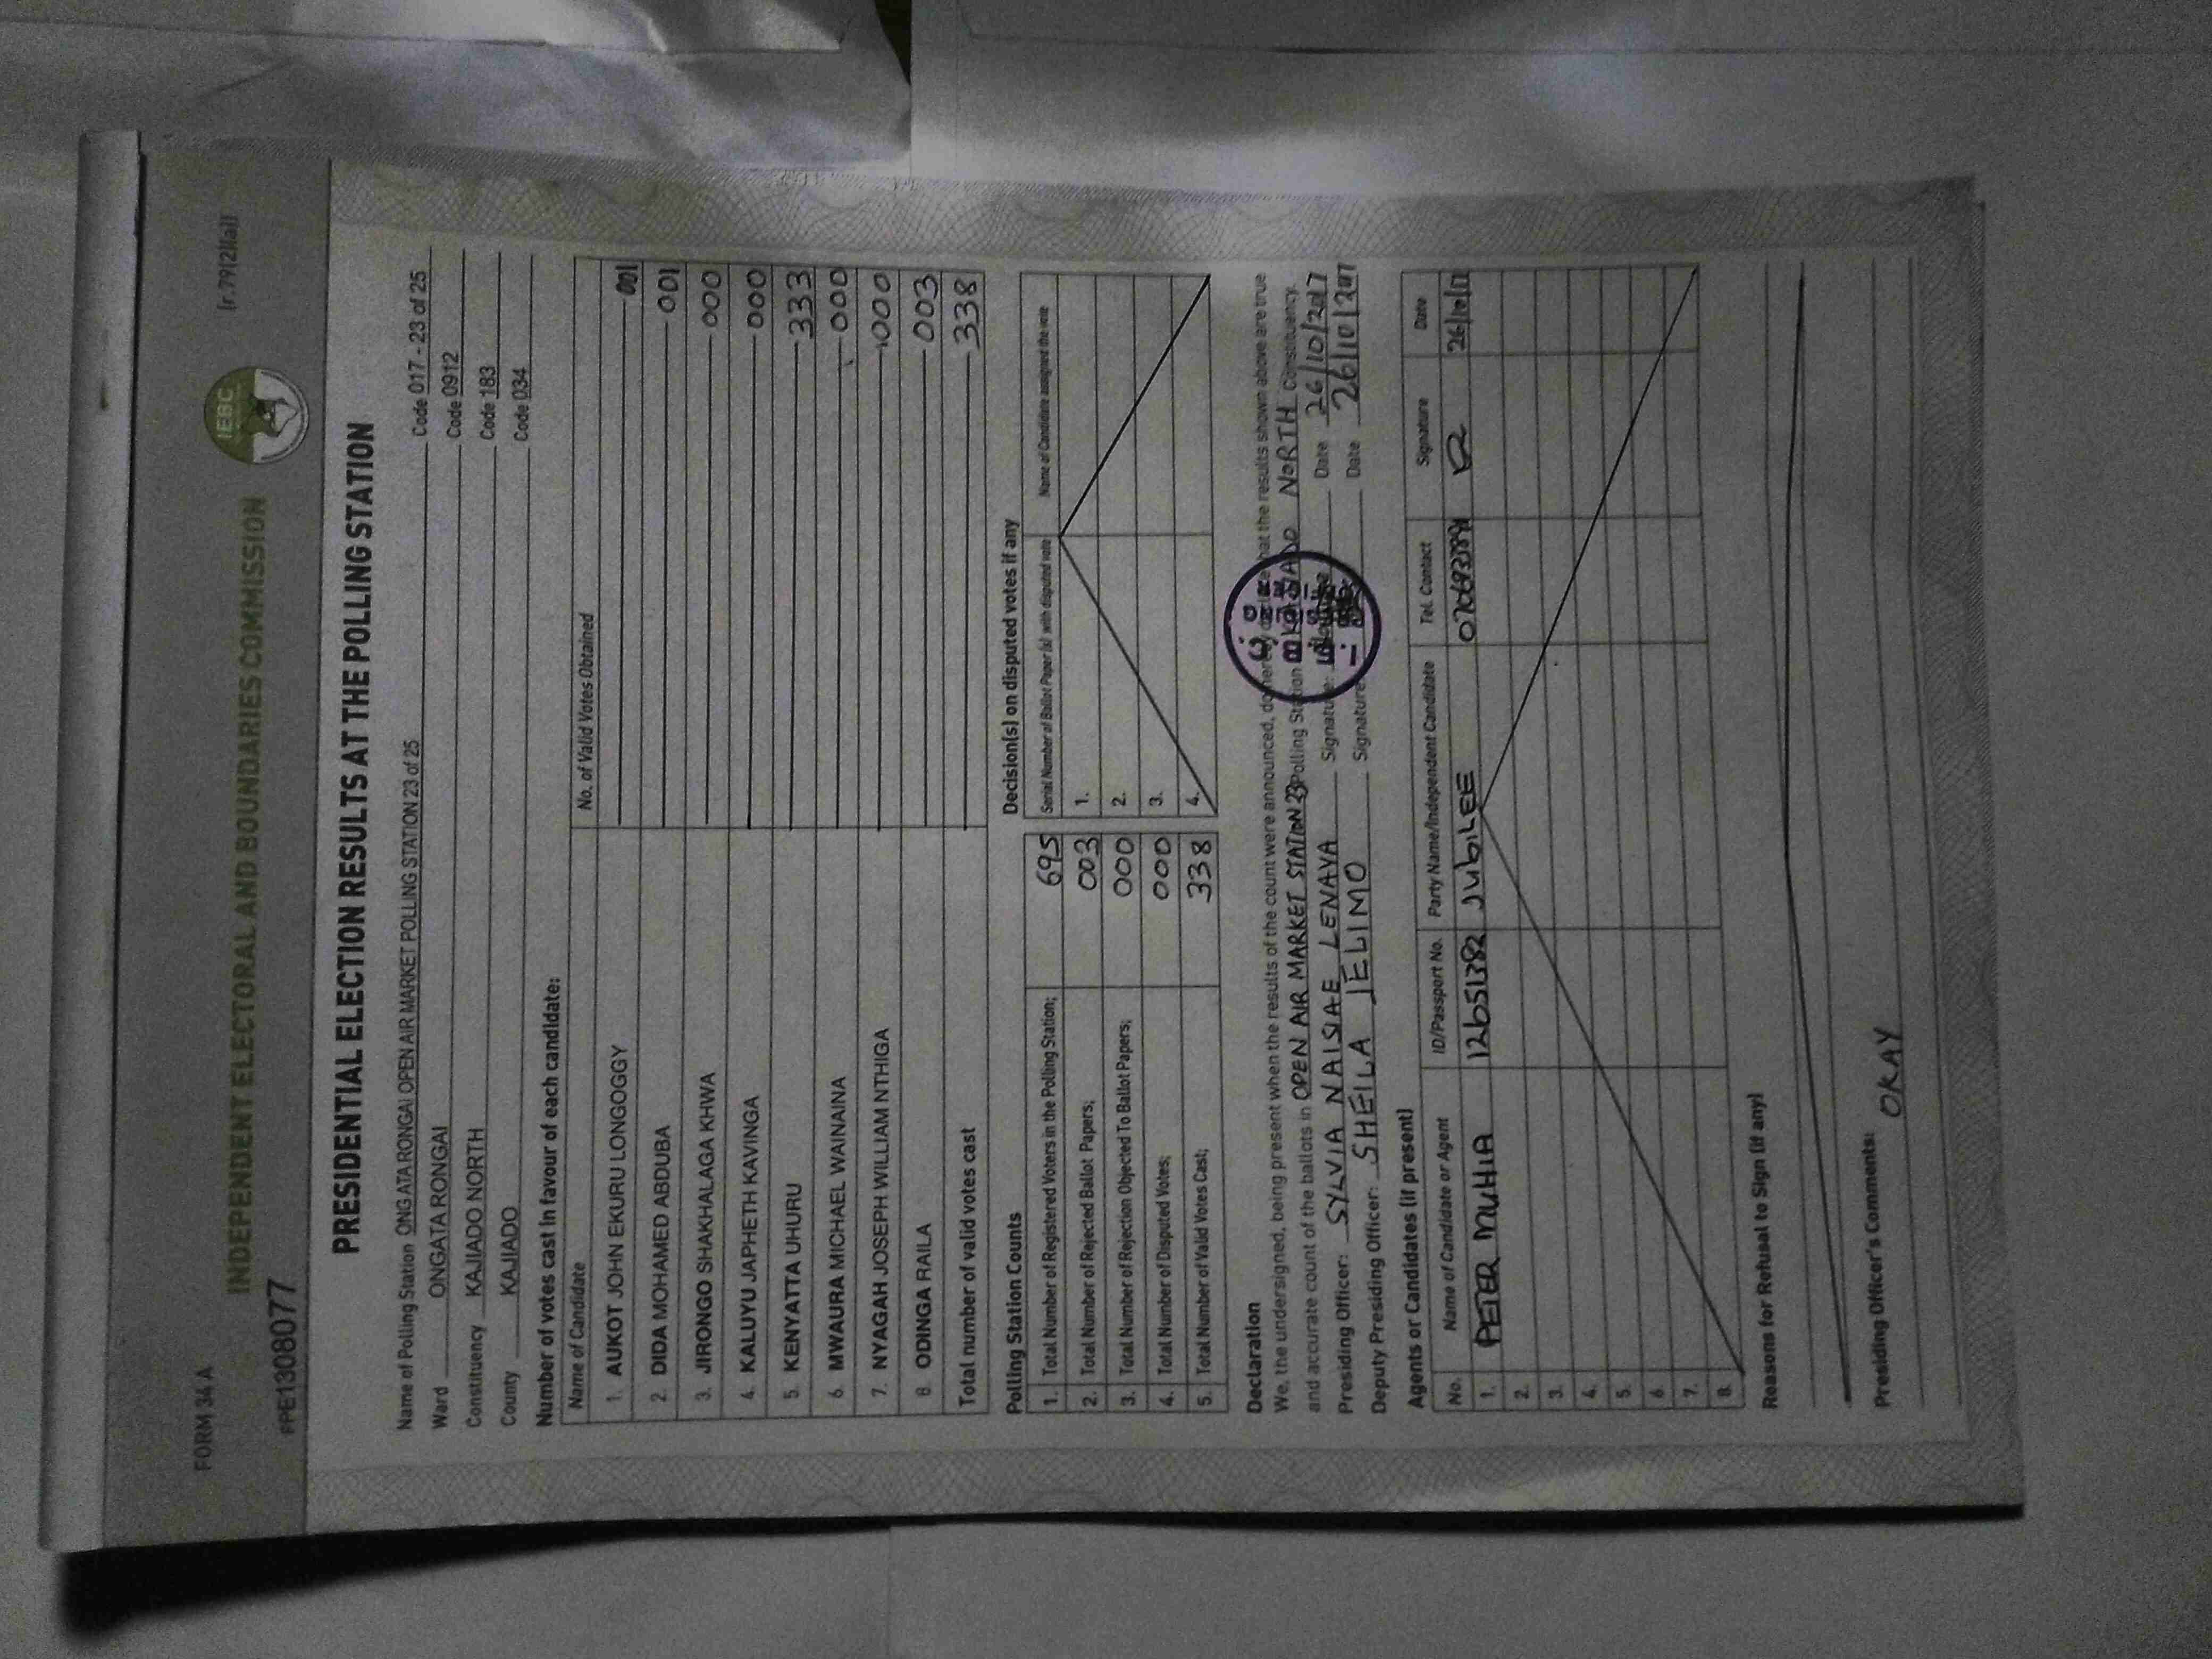 FORM 34 A
(r.79(2)(a))
INDEPENDENT ELECTORAL AND BOUNDARIES COMMISSION
IEBC
#PE1308077
PRESIDENTIAL ELECTION RESULTS AT THE POLLING STATION
Name of Polling Station ONGATA RONGAI OPEN AIR MARKET POLLING STATION 23 of 25 Code 017 - 23 of 25
Ward ONGATA RONGAI Code 0912
Constituency KAJIADO NORTH Code 183
County KAJIADO Code 034
Number of votes cast in favour of each candidate:
Name of Candidate No. of Valid Votes Obtained
1. AUKOT JOHN EKURU LONGOGGY 001
2. DIDA MOHAMED ABDUBA 001
3. JIRONGO SHAKHALAGA KHWA 000
4. KALUYU JAPHETH KAVINGA 000
5. KENYATTA UHURU 333
6. MWAURA MICHAEL WAINAINA 000
7. NYAGAH JOSEPH WILLIAM NTHIGA 000
8. ODINGA RAILA 003
Total number of valid votes cast 338
Polling Station Counts
1. Total Number of Registered Voters in the Polling Station; 695
2. Total Number of Rejected Ballot Papers; 003
3. Total Number of Rejection Objected To Ballot Papers; 000
4. Total Number of Disputed Votes; 000
5. Total Number of Valid Votes Cast; 338
Decision(s) on disputed votes if any
Serial Number of Ballot Paper (s) with disputed vote Name of Candidate assigned the vote
1.
2.
3.
4.
Declaration
We, the undersigned, being present when the results of the count were announced, do hereby declare that the results shown above are true
and accurate count of the ballots in OPEN AIR MARKET STATION 23 Polling Station KAJIADO NORTH Constituency.
Presiding Officer: SYLVIA NAISIAE LENAYA Signature: Date 26/10/2017
Deputy Presiding Officer: SHEILA JELIMO Signature: Date 26/10/2017
Agents or Candidates (if present)
No. Name of Candidate or Agent ID/Passport No. Party Name/Independent Candidate Tel. Contact Signature Date
1. PETER MUHIA 12651382 JUBILEE 26/10/17
2.
3.
4.
5.
6.
7.
8.
Reasons for Refusal to Sign (if any)
Presiding Officer's Comments:
OKAY